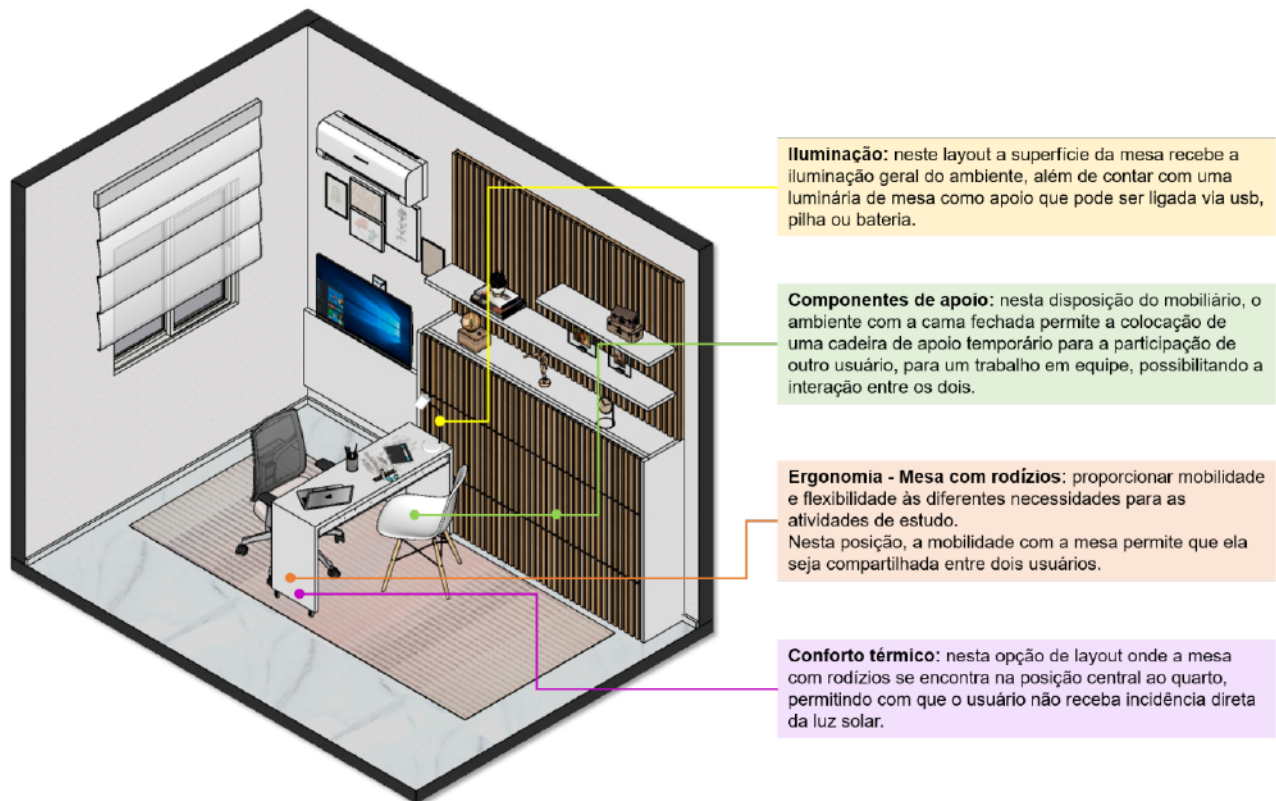 Iluminação: neste layout a superfície da mesa recebe a
iluminação geral do ambiente, além de contar com uma
luminária de mesa como apoio que pode ser ligada via usb,
pilha ou bateria.
Componentes de apoio: nesta disposição do mobiliário, o
ambiente com a cama fechada permite a colocação de
uma cadeira de apoio temporário para a participação de
outro usuário, para um trabalho em equipe, possibilitando a
interação entre os dois.
Ergonomia - Mesa com rodízios: proporcionar mobilidade
e flexibilidade às diferentes necessidades para as
atividades de estudo.
Nesta posição, a mobilidade com a mesa permite que ela
seja compartilhada entre dois usuários.
Conforto térmico: nesta opção de layout onde a mesa
com rodízios se encontra na posição central ao quarto,
permitindo com que o usuário não receba incidência direta
da luz solar.